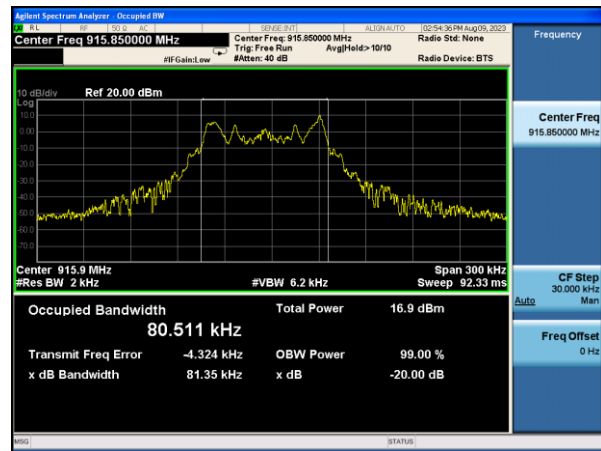 Agilent Spectrum Analyzer - Occupied BW
RL RF 50 Ω AC SENSE:INT ALIGN AUTO 02:54:36 PM Aug 09, 2023
Center Freq 915.850000 MHz Center Freq: 915.850000 MHz Radio Std: None Frequency
Trig: Free Run Avg|Hold:>10/10
#IFGain:Low #Atten: 40 dB Radio Device: BTS
10 dB/div Ref 20.00 dBm
Log
10.0
0.00
-10.0
-20.0
-30.0
-40.0
-50.0
-60.0
-70.0
Center Freq
915.850000 MHz
Center 915.9 MHz Span 300 kHz
#Res BW 2 kHz #VBW 6.2 kHz Sweep 92.33 ms
CF Step
30.000 kHz
Auto Man
Occupied Bandwidth Total Power 16.9 dBm
80.511 kHz
Transmit Freq Error -4.324 kHz OBW Power 99.00 %
x dB Bandwidth 81.35 kHz x dB -20.00 dB
Freq Offset
0 Hz
MSG STATUS